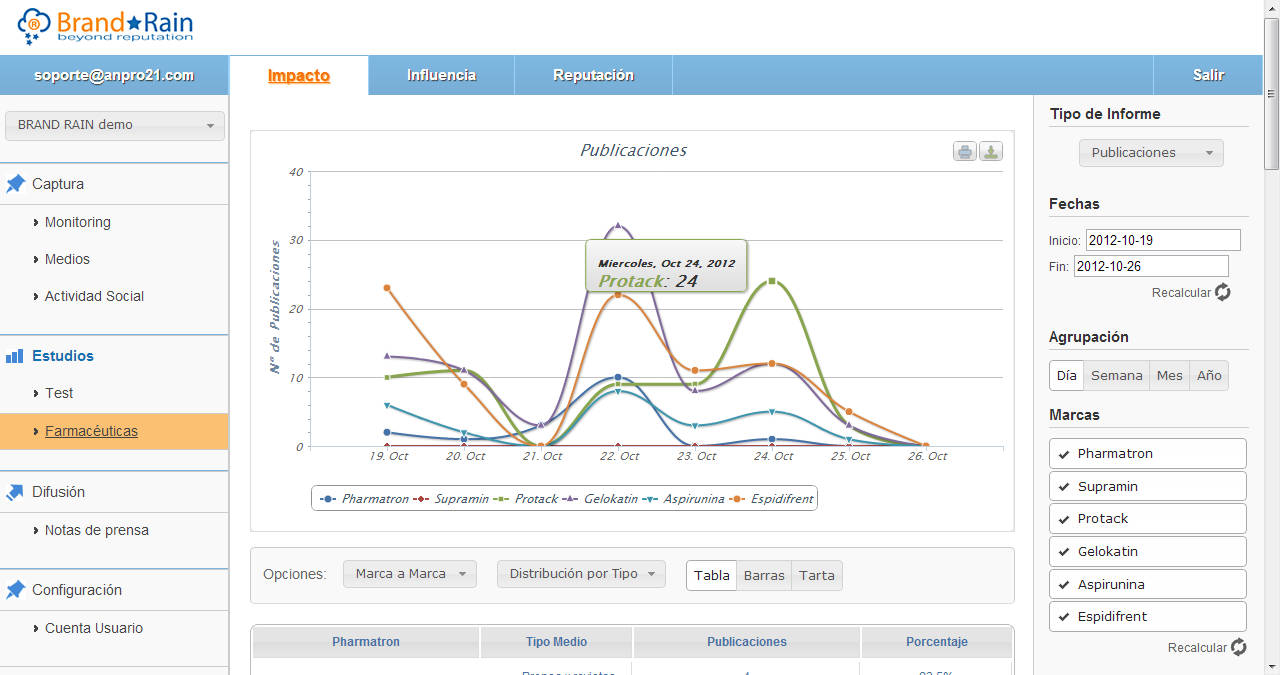 Brand★Rain
beyond reputation
soporte@anpro21.com
Impacto
Influencia
Reputación
Salir
BRAND RAIN demo
Captura
Monitoring
Medios
Actividad Social
Estudios
Test
Farmacéuticas
Difusión
Notas de prensa
Configuración
Cuenta Usuario
Publicaciones
Nº de Publicaciones
40
30
20
10
0
Miercoles, Oct 24, 2012
Protack: 24
19. Oct 20. Oct 21. Oct 22. Oct 23. Oct 24. Oct 25. Oct 26. Oct
Pharmatron Supramin Protack Gelokatin Aspirunina Espidifrent
Opciones: Marca a Marca Distribución por Tipo Tabla Barras Tarta
Pharmatron Tipo Medio Publicaciones Porcentaje
Tipo de Informe
Publicaciones
Fechas
Inicio: 2012-10-19
Fin: 2012-10-26
Recalcular
Agrupación
Día Semana Mes Año
Marcas
Pharmatron
Supramin
Protack
Gelokatin
Aspirunina
Espidifrent
Recalcular